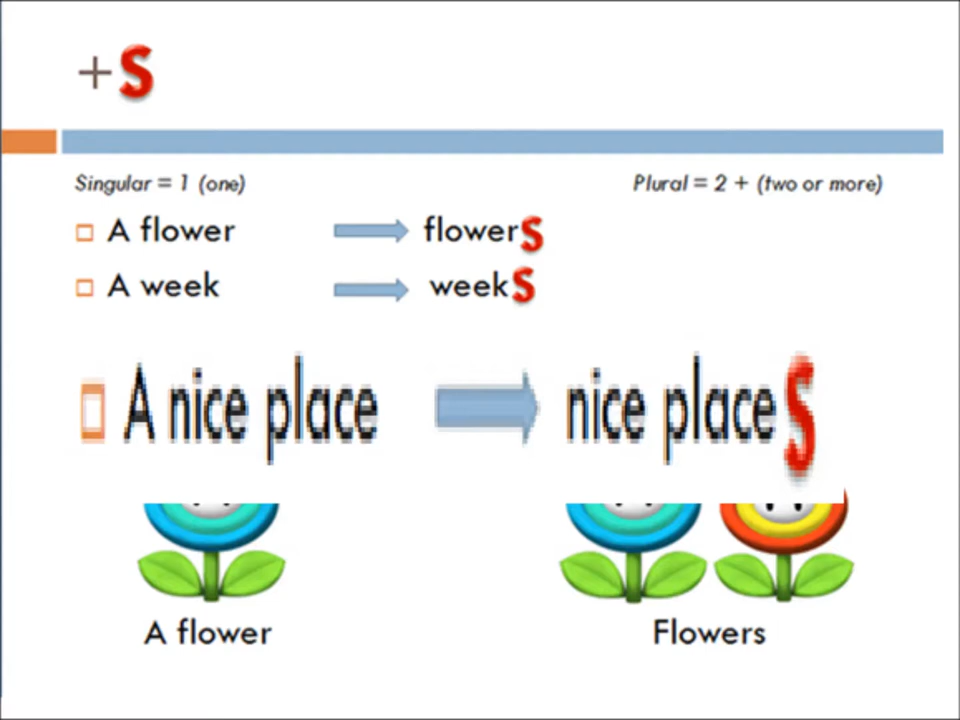 +S
Singular = 1 (one)
Plural = 2 + (two or more)
A flower flowerS
A week weekS
A nice place nice placeS
A flower
Flowers